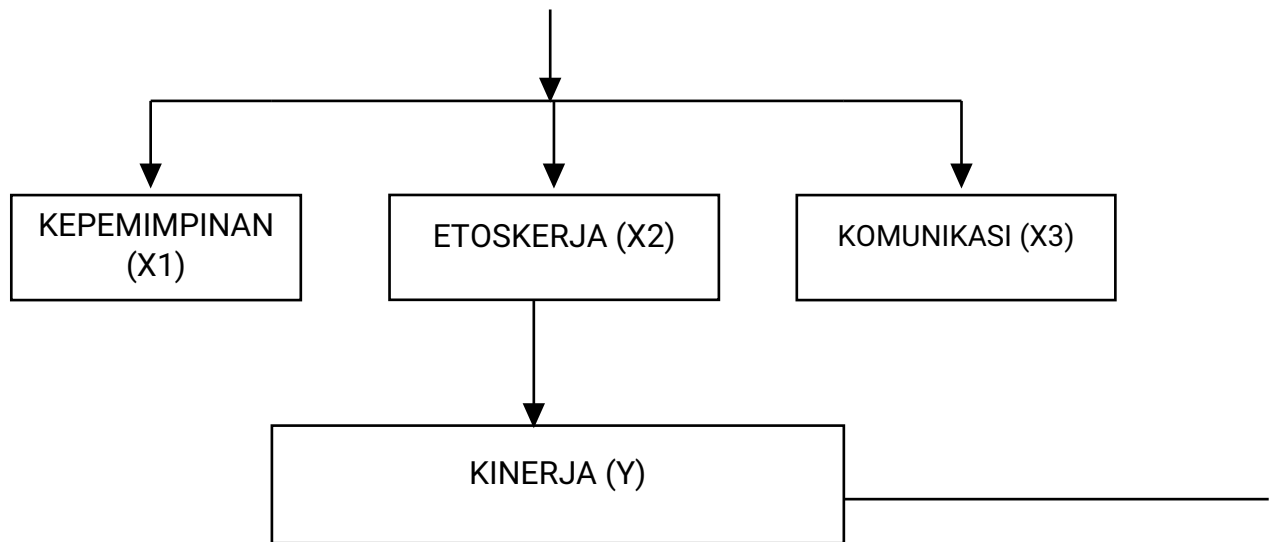 KEPEMIMPINAN
(X1)
ETOSKERJA (X2)
KOMUNIKASI (X3)
KINERJA (Y)